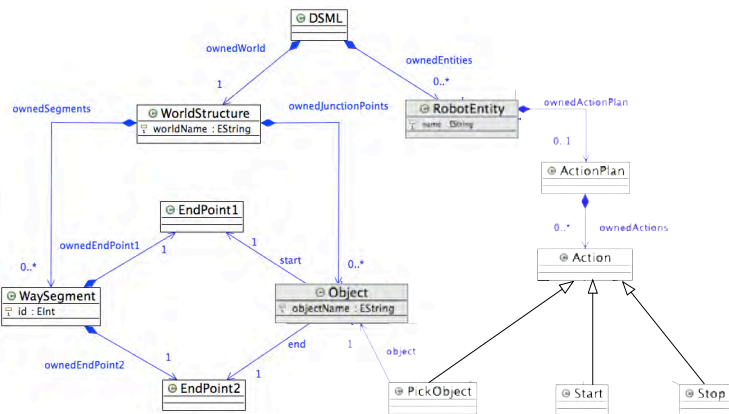 DSML
ownedWorld
ownedEntities
1
0..*
ownedSegments
WorldStructure
worldName : EString
ownedJunctionPoints
RobotEntity
name : EString
ownedActionPlan
0..1
ActionPlan
EndPoint1
ownedEndPoint1
1
1
start
0..*
ownedActions
0..*
0..*
Action
WaySegment
id : EInt
Object
objectName : EString
ownedEndPoint2
1
end
1
1
object
EndPoint2
PickObject
Start
Stop